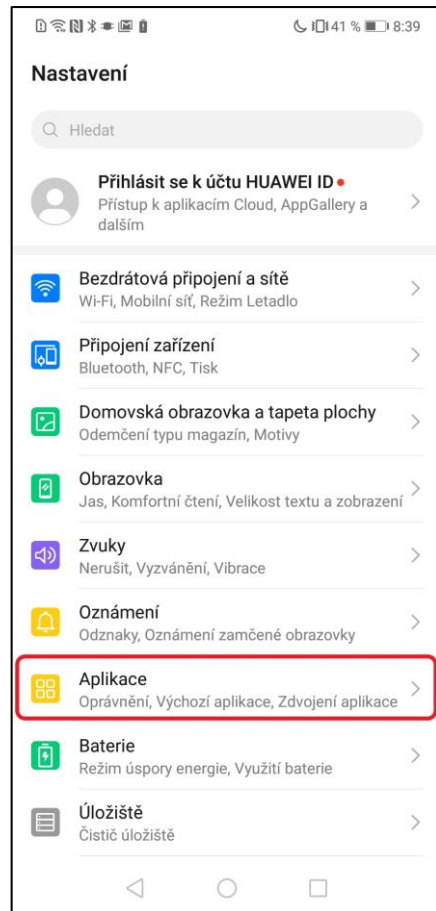 41 % 8:39
Nastavení
Hledat
Přihlásit se k účtu HUAWEI ID
Přístup k aplikacím Cloud, AppGallery a
dalším
Bezdrátová připojení a sítě
Wi-Fi, Mobilní síť, Režim Letadlo
Připojení zařízení
Bluetooth, NFC, Tisk
Domovská obrazovka a tapeta plochy
Odemčení typu magazín, Motivy
Obrazovka
Jas, Komfortní čtení, Velikost textu a zobrazení
Zvuky
Nerušit, Vyzvánění, Vibrace
Oznámení
Odznaky, Oznámení zamčené obrazovky
Aplikace
Oprávnění, Výchozí aplikace, Zdvojení aplikace
Baterie
Režim úspory energie, Využití baterie
Úložiště
Čistič úložiště